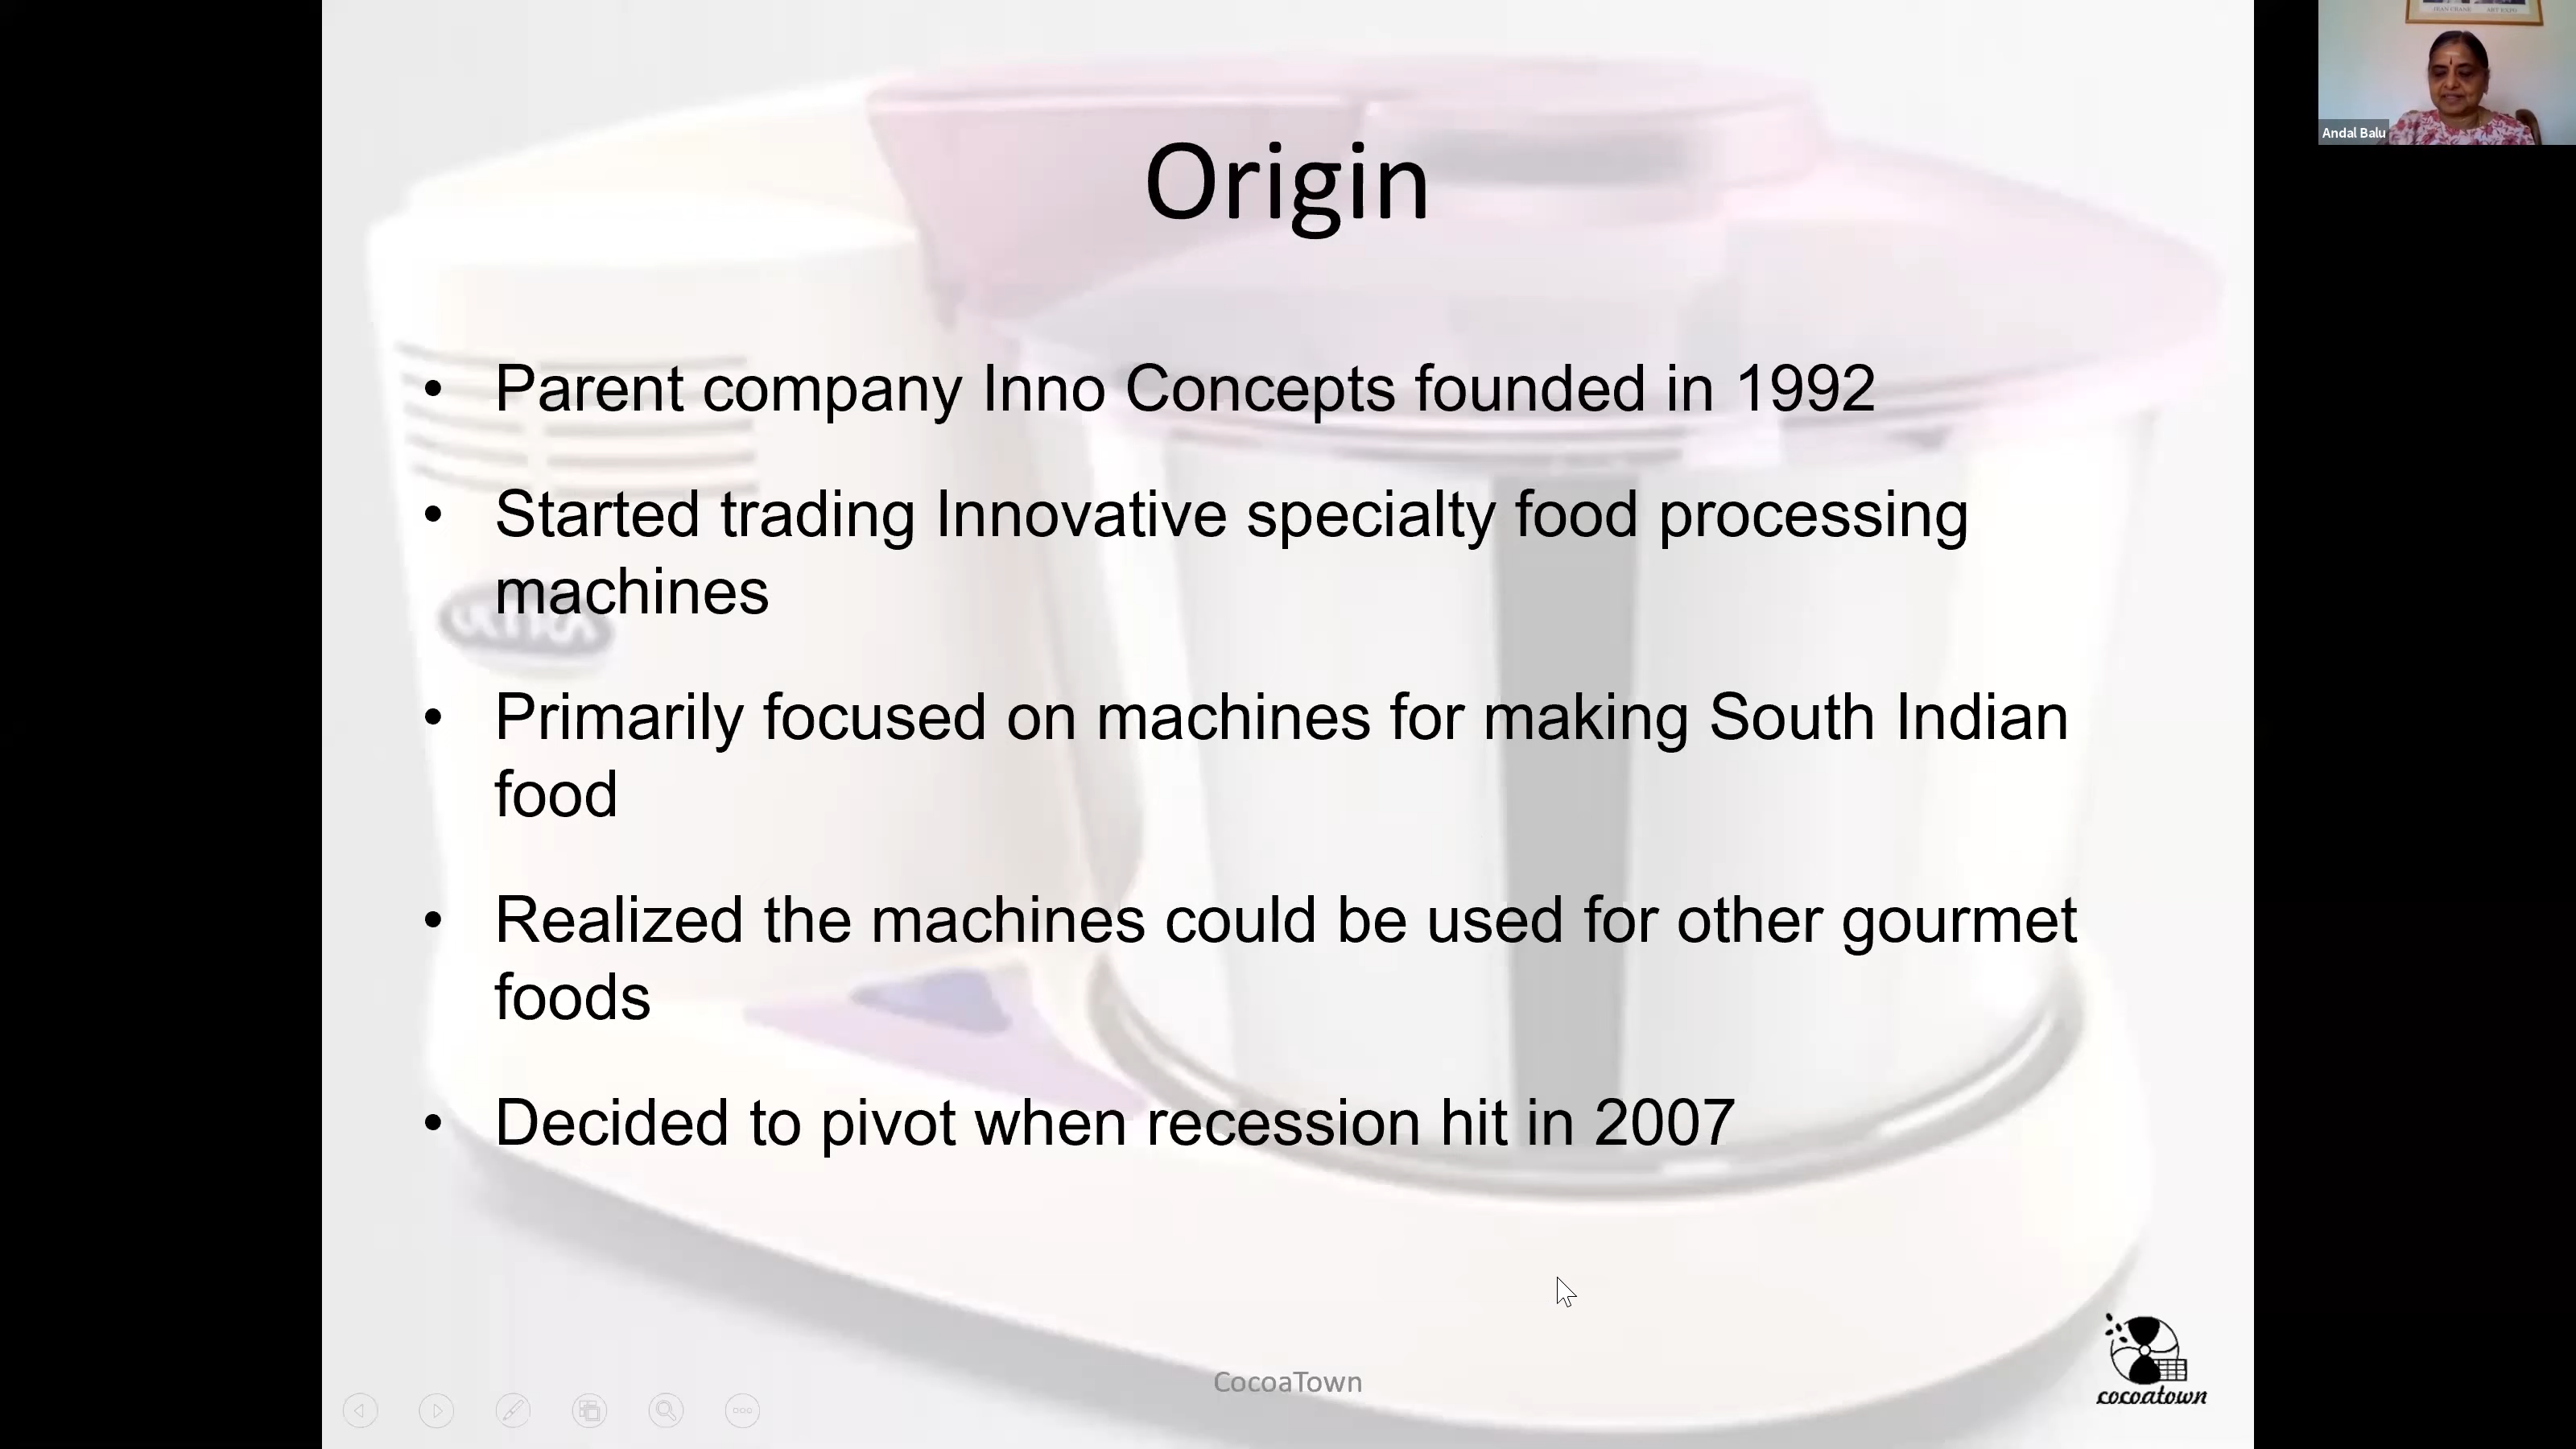 Origin
• Parent company Inno Concepts founded in 1992
• Started trading Innovative specialty food processing
machines
• Primarily focused on machines for making South Indian
food
• Realized the machines could be used for other gourmet
foods
• Decided to pivot when recession hit in 2007
CocoaTown
cocoatown
Andal Balu